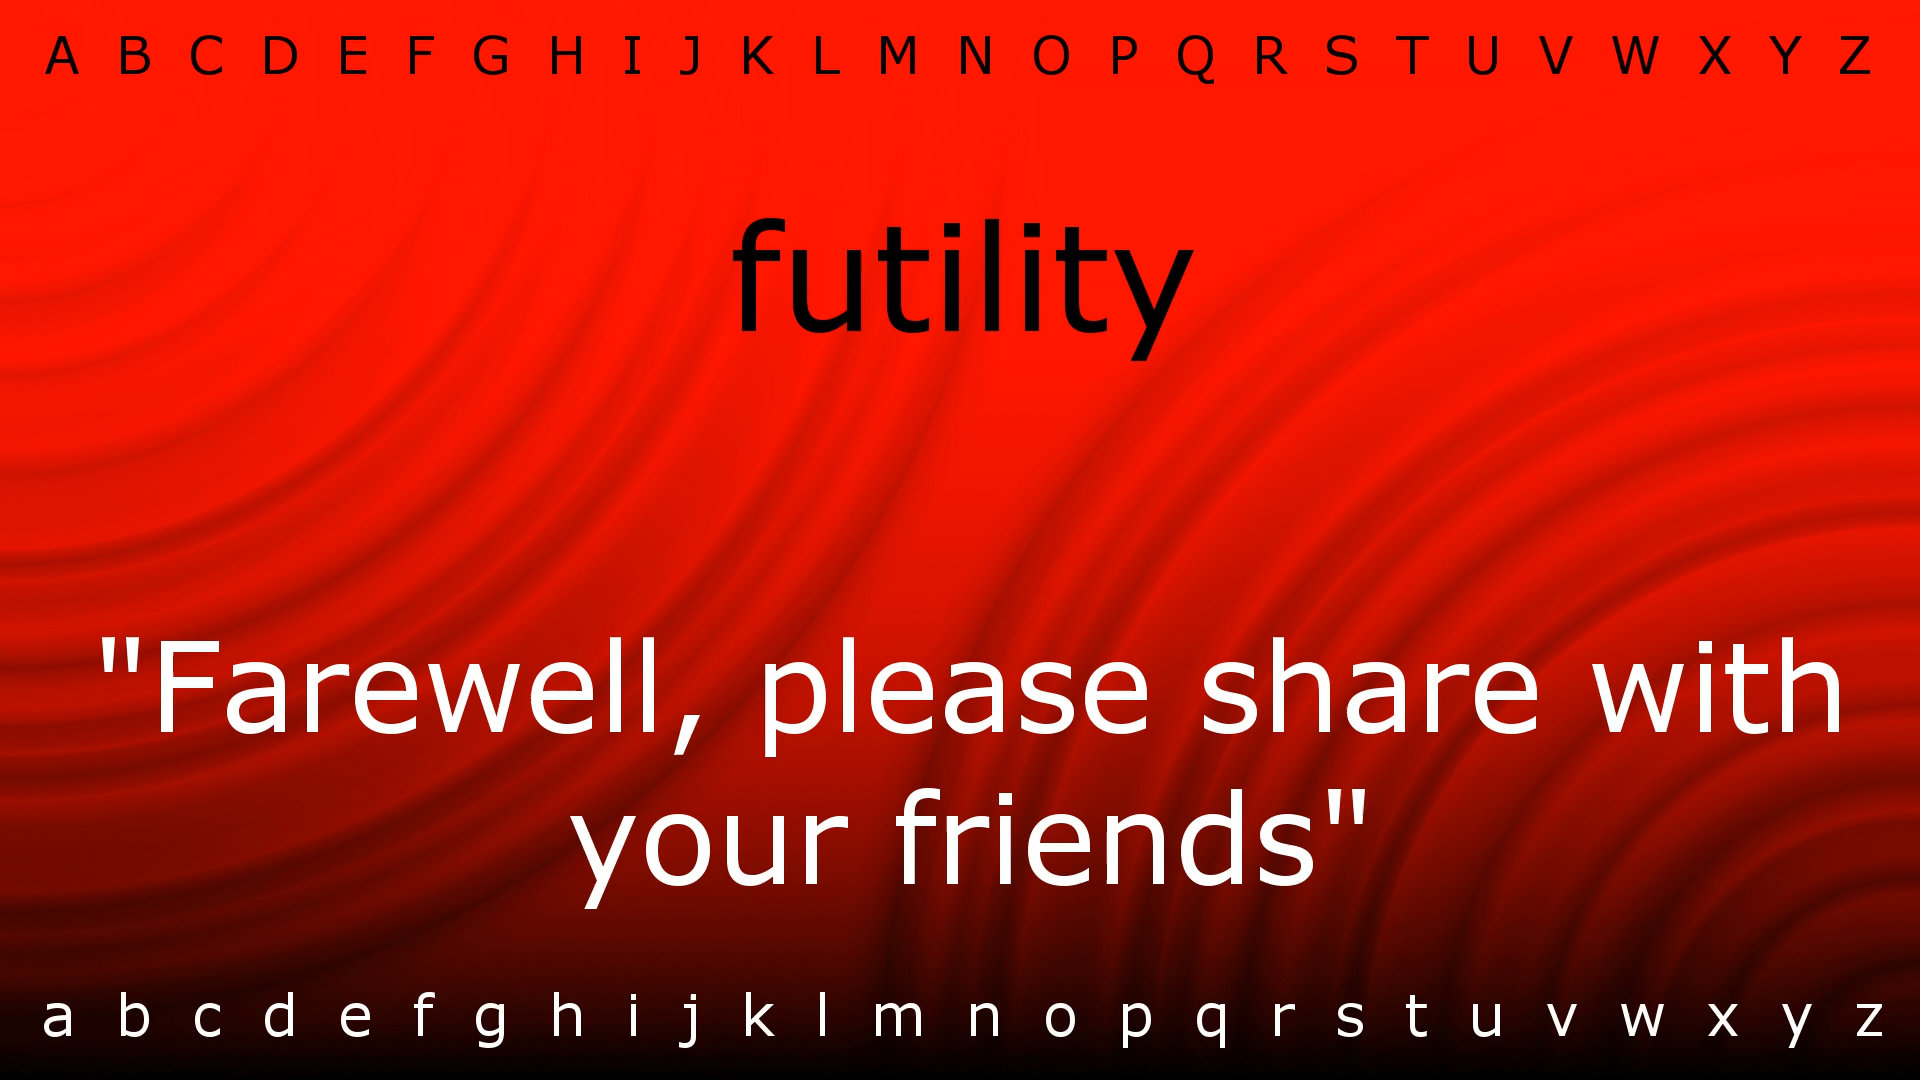 A B C D E F G H I J K L M N O P Q R S T U V W X Y Z
futility
"Farewell, please share with
your friends"
a b c d e f g h i j k l m n o p q r s t u v w x y z